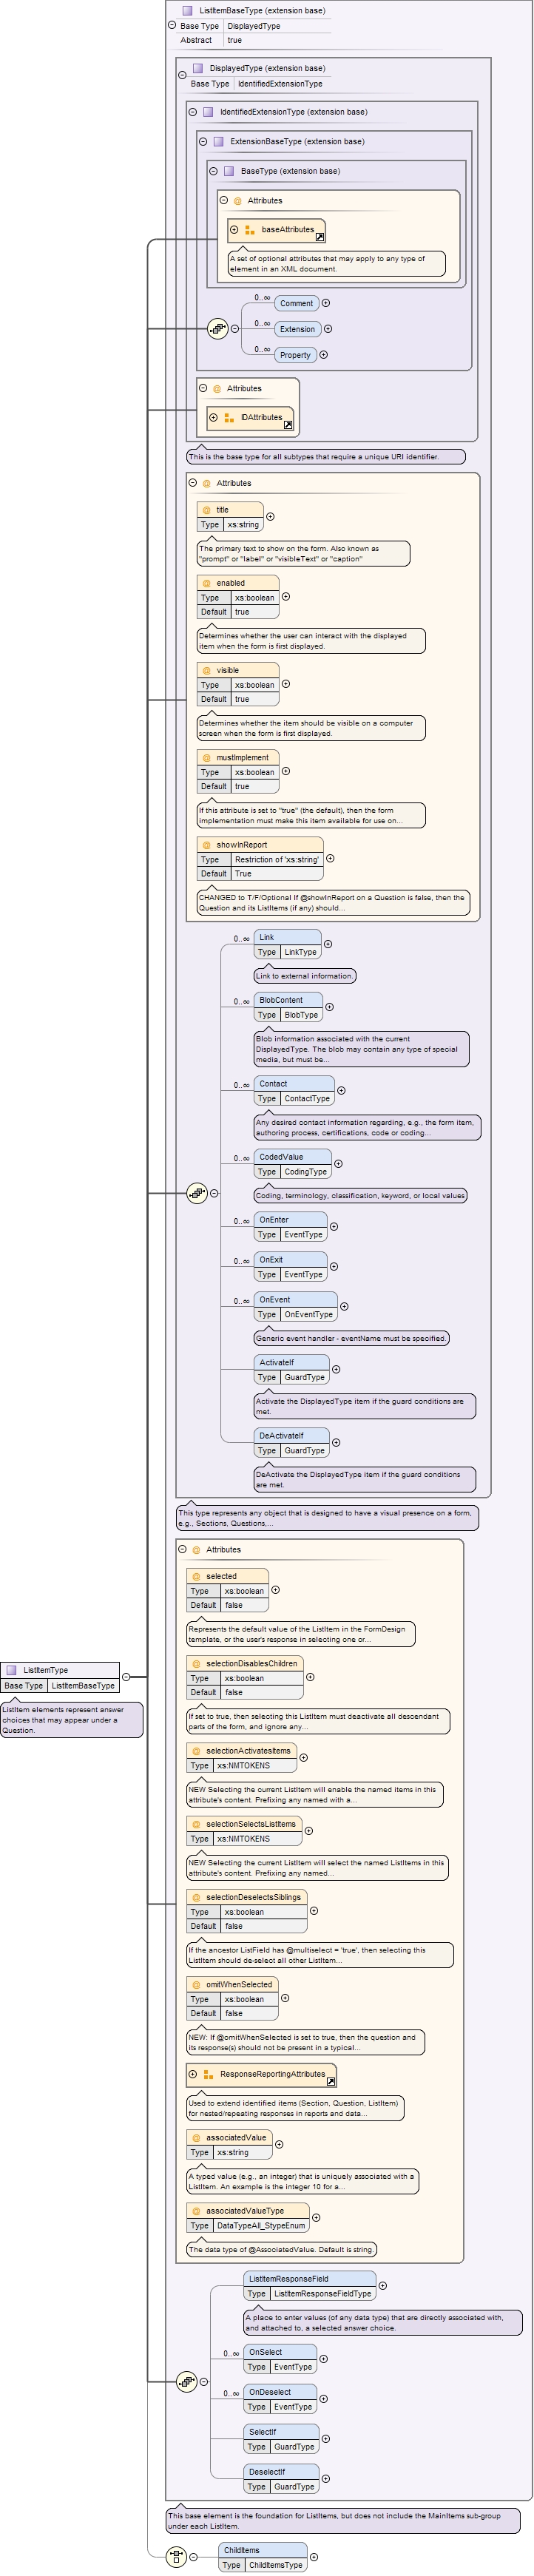 ListItemBaseType (extension base)
Base Type DisplayedType
Abstract true
DisplayedType (extension base)
Base Type IdentifiedExtensionType
IdentifiedExtensionType (extension base)
ExtensionBaseType (extension base)
BaseType (extension base)
@ Attributes
baseAttributes
A set of optional attributes that may apply to any type of
element in an XML document.
0..∞ Comment
0..∞ Extension
0..∞ Property
@ Attributes
IDAttributes
This is the base type for all subtypes that require a unique URI identifier.
@ Attributes
@ title
Type xs:string
The primary text to show on the form. Also known as
"prompt" or "label" or "visibleText" or "caption"
@ enabled
Type xs:boolean
Default true
Determines whether the user can interact with the displayed
item when the form is first displayed.
@ visible
Type xs:boolean
Default true
Determines whether the item should be visible on a computer
screen when the form is first displayed.
@ mustImplement
Type xs:boolean
Default true
If this attribute is set to "true" (the default), then the form
implementation must make this item available for use on...
@ showInReport
Type Restriction of 'xs:string'
Default True
CHANGED to T/F/Optional If @showInReport on a Question is false, then the
Question and its ListItems (if any) should...
0..∞ Link
Type LinkType
Link to external information.
0..∞ BlobContent
Type BlobType
Blob information associated with the current
DisplayedType. The blob may contain any type of special
media, but must be...
0..∞ Contact
Type ContactType
Any desired contact information regarding, e.g., the form item,
authoring process, certifications, code or coding...
0..∞ CodedValue
Type CodingType
Coding, terminology, classification, keyword, or local values
0..∞ OnEnter
Type EventType
0..∞ OnExit
Type EventType
0..∞ OnEvent
Type OnEventType
Generic event handler - eventName must be specified.
ActivateIf
Type GuardType
Activate the DisplayedType item if the guard conditions are
met.
DeActivateIf
Type GuardType
DeActivate the DisplayedType item if the guard conditions
are met.
This type represents any object that is designed to have a visual presence on a form,
e.g., Sections, Questions,...
@ Attributes
@ selected
Type xs:boolean
Default false
Represents the default value of the ListItem in the FormDesign
template, or the user's response in selecting one or...
@ selectionDisablesChildren
Type xs:boolean
Default false
If set to true, then selecting this ListItem must deactivate all descendant
parts of the form, and ignore any...
ListItemType
Base Type ListItemBaseType
ListItem elements represent answer
choices that may appear under a
Question.
@ selectionActivatesItems
Type xs:NMTOKENS
NEW Selecting the current ListItem will enable the named items in this
attribute's content. Prefixing any named with a...
@ selectionSelectsListItems
Type xs:NMTOKENS
NEW Selecting the current ListItem will select the named ListItems in this
attribute's content. Prefixing any named...
@ selectionDeselectsSiblings
Type xs:boolean
Default false
If the ancestor ListField has @multiselect = 'true', then selecting this
ListItem should de-select all other ListItem...
@ omitWhenSelected
Type xs:boolean
Default false
NEW: If @omitWhenSelected is set to true, then the question and
its response(s) should not be present in a typical...
ResponseReportingAttributes
Used to extend identified items (Section, Question, ListItem)
for nested/repeating responses in reports and data...
@ associatedValue
Type xs:string
A typed value (e.g., an integer) that is uniquely associated with a
ListItem. An example is the integer 10 for a...
@ associatedValueType
Type DataTypeAll_StypeEnum
The data type of @AssociatedValue. Default is string.
ListItemResponseField
Type ListItemResponseFieldType
A place to enter values (of any data type) that are directly associated with,
and attached to, a selected answer choice.
0..∞ OnSelect
Type EventType
0..∞ OnDeselect
Type EventType
SelectIf
Type GuardType
DeselectIf
Type GuardType
This base element is the foundation for ListItems, but does not include the MainItems sub-group
under each ListItem.
ChildItems
Type ChildItemsType